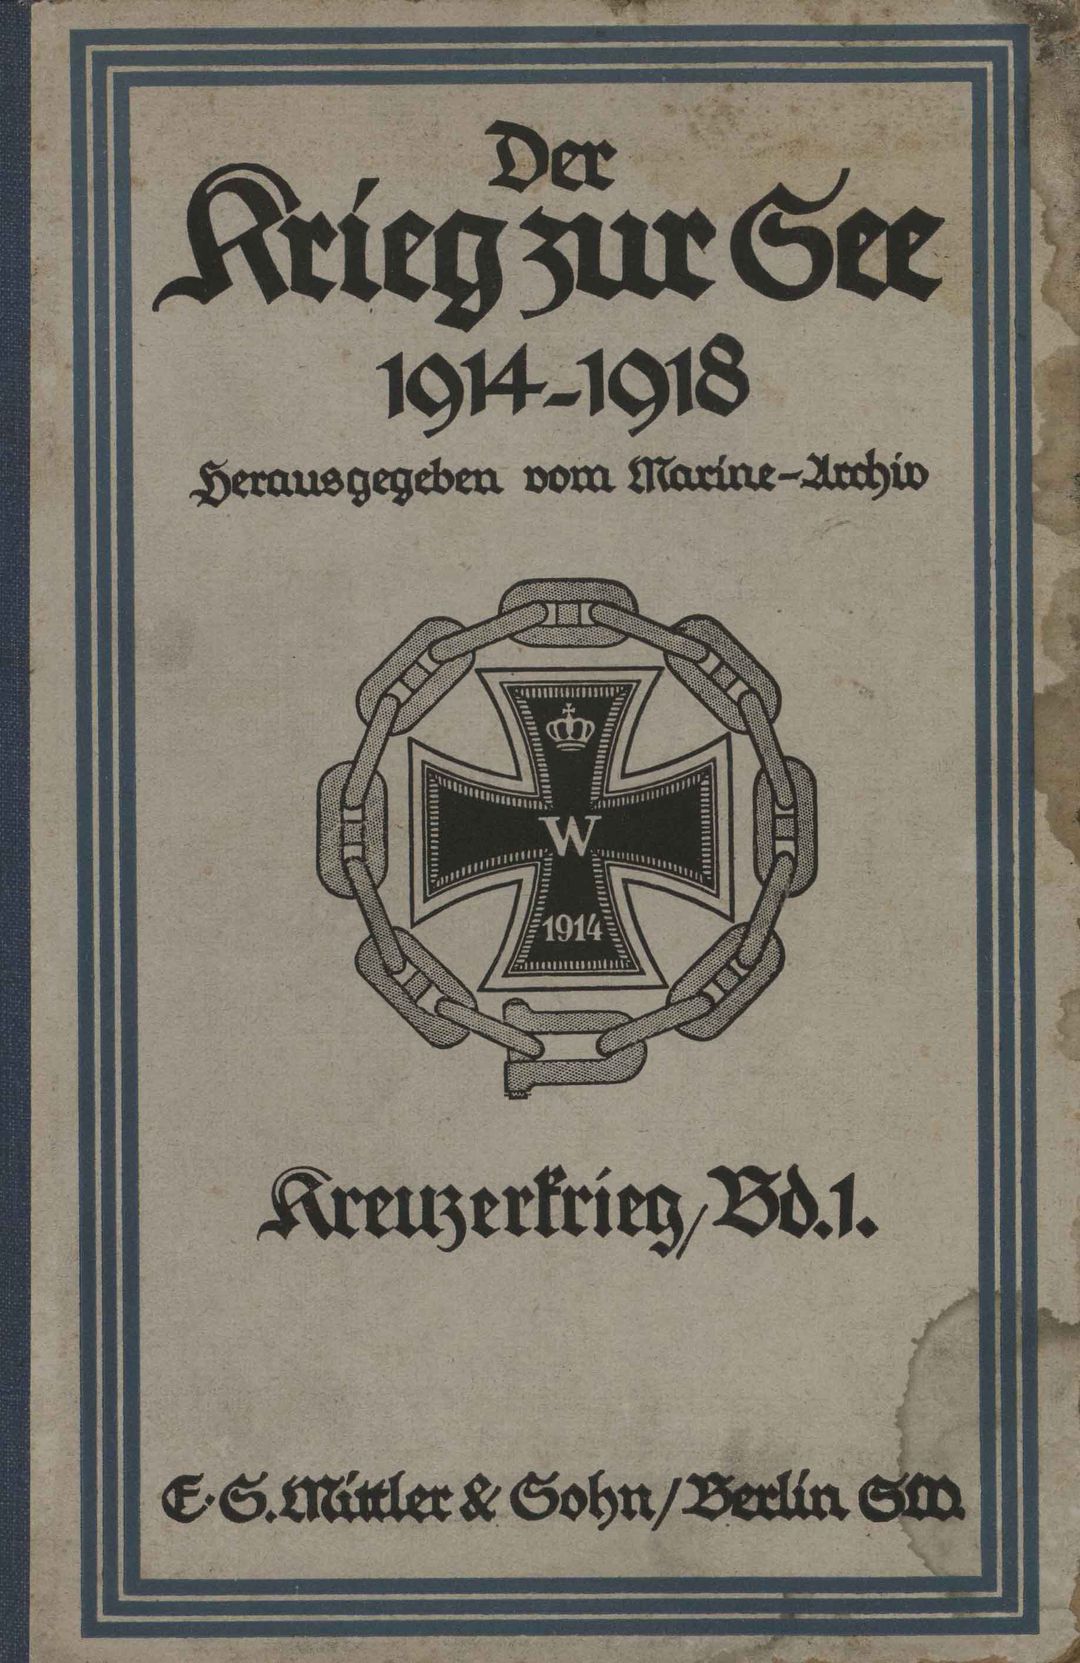 Der
Krieg zur See
1914-1918
Herausgegeben vom Marine-Archiv
W
1914
Kreuzerkrieg/Bd.1.
E.S.Mittler & Sohn/Berlin SW.